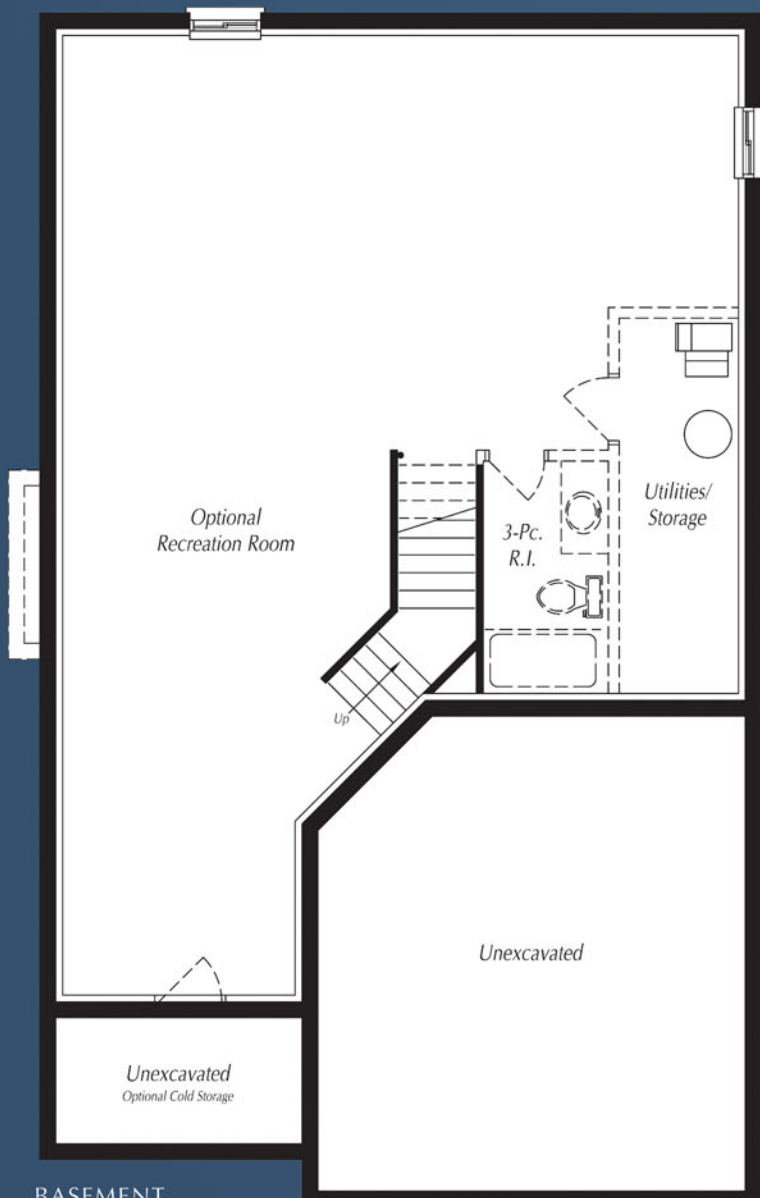 Optional
Recreation Room
3-Pc.
R.I.
Utilities/
Storage
Up
Unexcavated
Unexcavated
Optional Cold Storage
BASEMENT